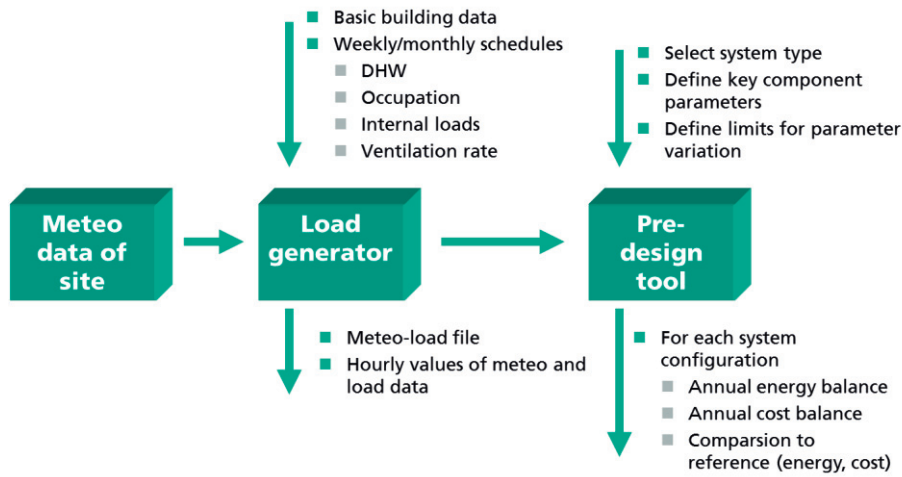 Basic building data
Weekly/monthly schedules
DHW
Occupation
Internal loads
Ventilation rate
Select system type
Define key component
parameters
Define limits for parameter
variation
Meteo
data of
site
Load
generator
Pre-
design
tool
Meteo-load file
Hourly values of meteo and
load data
For each system
configuration
Annual energy balance
Annual cost balance
Comparsion to
reference (energy, cost)